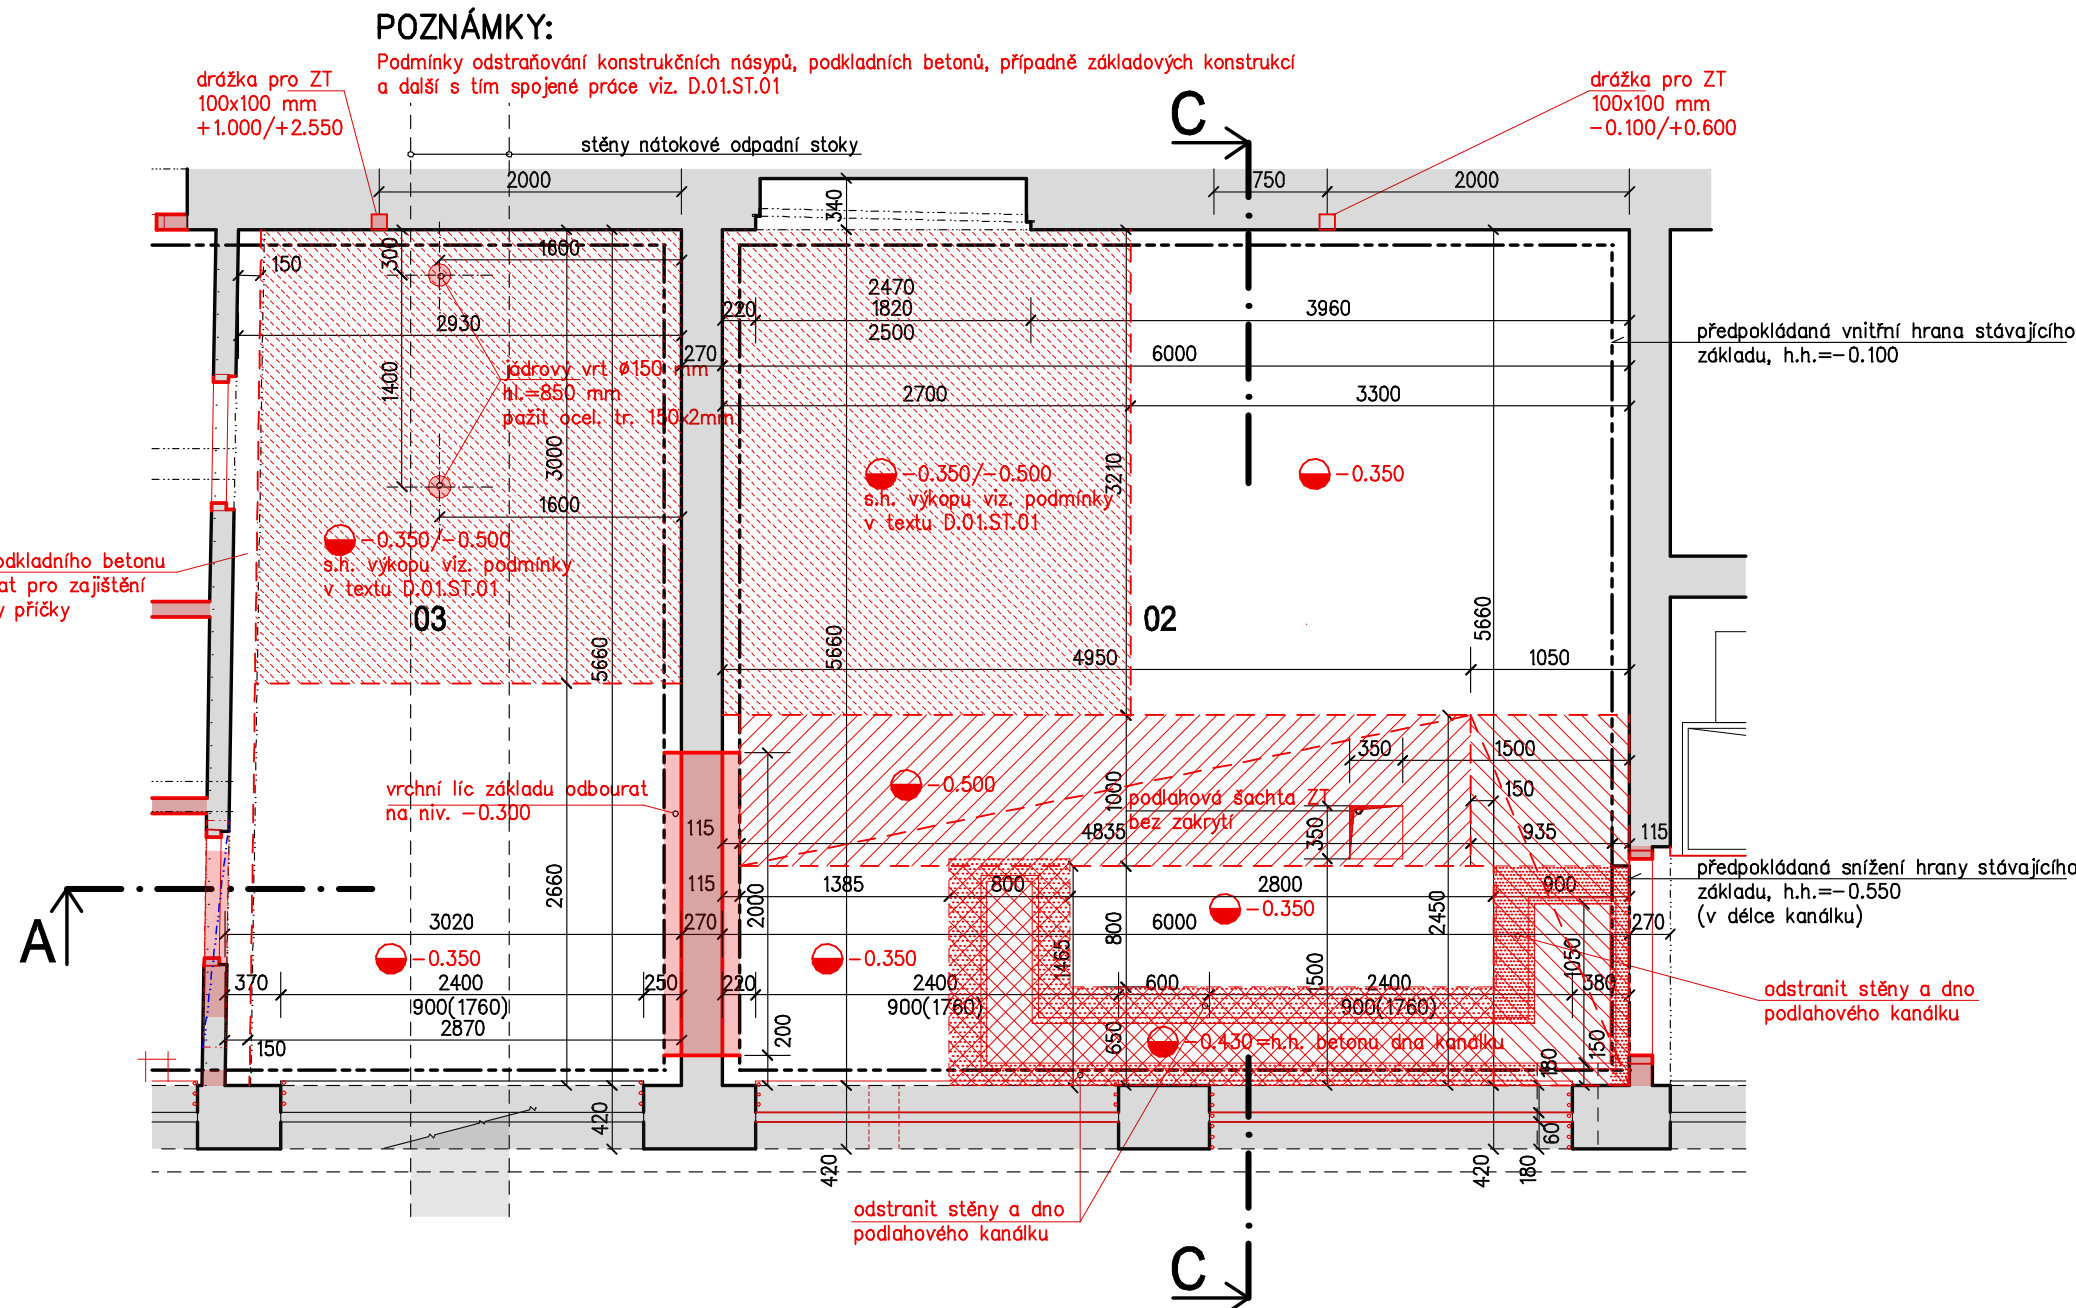 POZNÁMKY:
Podmínky odstraňování konstrukčních násypů, podkladních betonů, případně základových konstrukcí
a další s tím spojené práce viz. D.01.ST.01
drážka pro ZT
100x100 mm
+1.000/+2.550
drážka pro ZT
100x100 mm
-0.100/+0.600
C
stěny nátokové odpadní stoky
2000
340
750
2000
300
1600
150
2470
220
1820
3960
2500
2930
270
6000
předpokládaná vnitřní hrana stávajícího
základu, h.h.=-0.100
1400
jádrový vrt ø150 mm
hl.=850 mm
pažit ocel. tr. 150x2mm
2700
3300
3000
3210
-0.350/-0.500
s.h. výkopu viz. podmínky
v textu D.01.ST.01
-0.350
1600
-0.350/-0.500
s.h. výkopu viz. podmínky
v textu D.01.ST.01
odkladního betonu
at pro zajištění
y příčky
03
02
5660
5660
5660
4950
1050
350
1500
-0.500
1000
150
vrchní líc základu odbourat
na niv. -0.300
podlahová šachta ZT
bez zakrytí
115
4835
350
935
115
předpokládaná snížení hrany stávajícího
základu, h.h.=-0.550
(v délce kanálku)
2660
115
2000
1385
800
2800
900
-0.350
2450
A
3020
270
800
6000
270
1465
1050
-0.350
-0.350
1500
370
2400
250
220
2400
600
2400
380
900(1760)
900(1760)
900(1760)
2870
150
200
650
-0.430=h.h. betonu dna kanálku
150
180
odstranit stěny a dno
podlahového kanálku
420
60
420
420
180
odstranit stěny a dno
podlahového kanálku
C